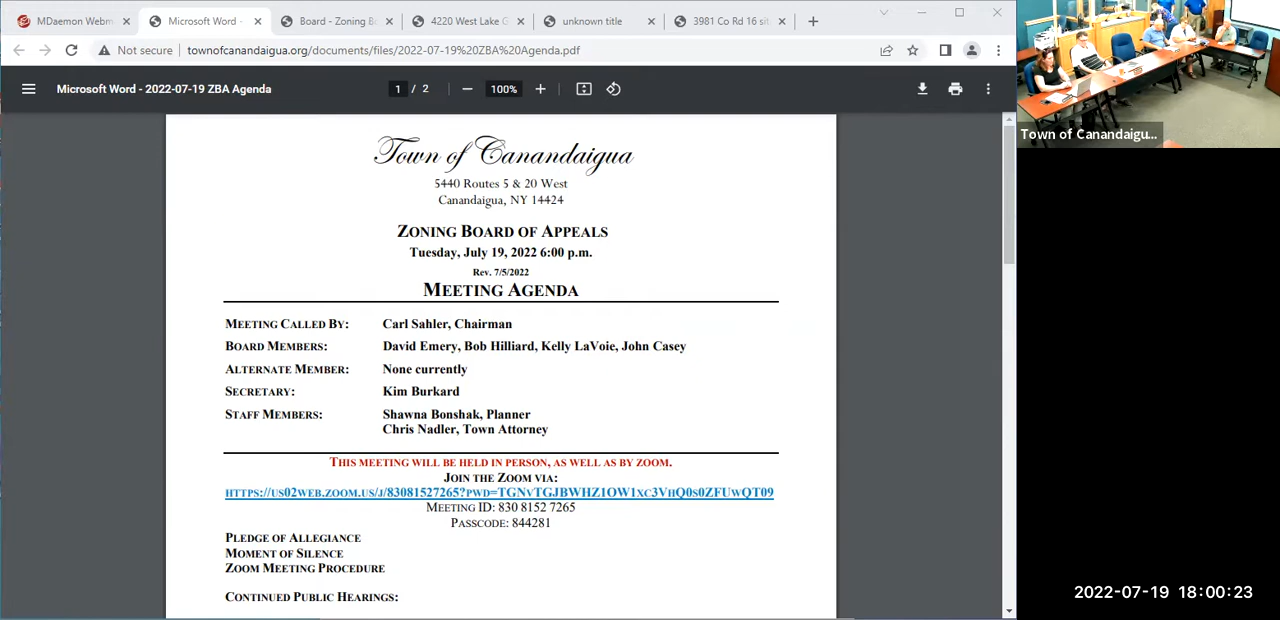 MDaemon Webm
Microsoft Word -
Board - Zoning B
4220 West Lake
unknown title
3981 Co Rd 16 si
Not secure
townofcanandaigua.org/documents/files/2022-07-19%20ZBA%20Agenda.pdf
Microsoft Word - 2022-07-19 ZBA Agenda
1 / 2
100%
Town of Canandaigua
5440 Routes 5 & 20 West
Canandaigua, NY 14424
ZONING BOARD OF APPEALS
Tuesday, July 19, 2022 6:00 p.m.
Rev. 7/5/2022
MEETING AGENDA
MEETING CALLED BY: Carl Sahler, Chairman
BOARD MEMBERS: David Emery, Bob Hilliard, Kelly LaVoie, John Casey
ALTERNATE MEMBER: None currently
SECRETARY: Kim Burkard
STAFF MEMBERS: Shawna Bonshak, Planner
Chris Nadler, Town Attorney
THIS MEETING WILL BE HELD IN PERSON, AS WELL AS BY ZOOM.
JOIN THE ZOOM VIA:
HTTPS://US02WEB.ZOOM.US/J/83081527265?PWD=TGNVTGJBWHZ1OW1XC3VHQ0S0ZFUWQT09
MEETING ID: 830 8152 7265
PASSCODE: 844281
PLEDGE OF ALLEGIANCE
MOMENT OF SILENCE
ZOOM MEETING PROCEDURE
CONTINUED PUBLIC HEARINGS:
Town of Canandaigu...
2022-07-19 18:00:23